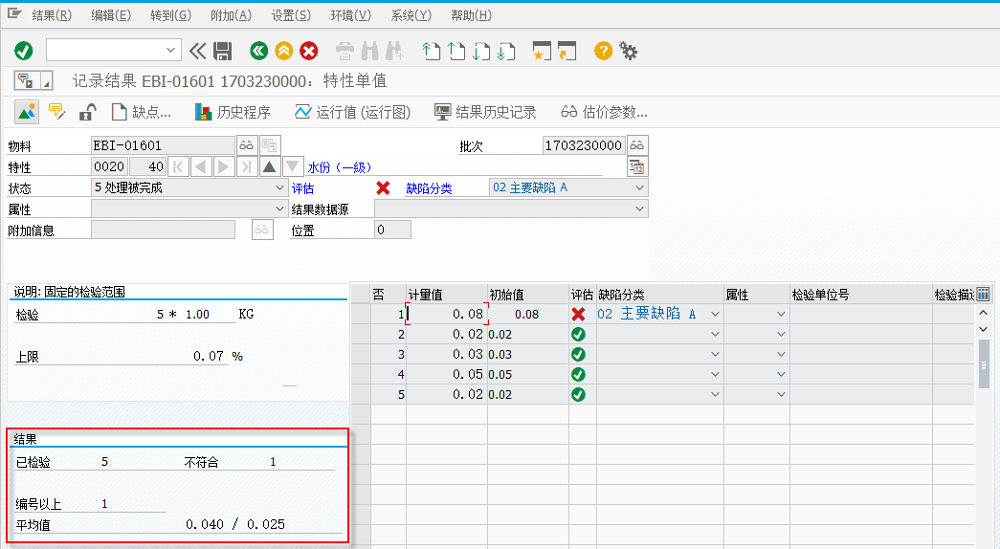 结果(R) 编辑(E) 转到(G) 附加(A) 设置(S) 环境(V) 系统(Y) 帮助(H)
记录结果 EBI-01601 1703230000: 特性单值
缺点... 历史程序 运行值 (运行图) 结果历史记录 估价参数...
物料 EBI-01601 批次 1703230000
特性 0020 40 水份（一级）
状态 5 处理被完成 评估 缺陷分类 02 主要缺陷 A
属性 结果数据源
附加信息 位置 0
说明: 固定的检验范围
检验 5 * 1.00 KG
上限 0.07 %
否 计量值 初始值 评估 缺陷分类 属性 检验单位号 检验描述
1 0.08 0.08 02 主要缺陷 A
2 0.02 0.02
3 0.03 0.03
4 0.05 0.05
5 0.02 0.02
结果
已检验 5 不符合 1
编号以上 1
平均值 0.040 / 0.025